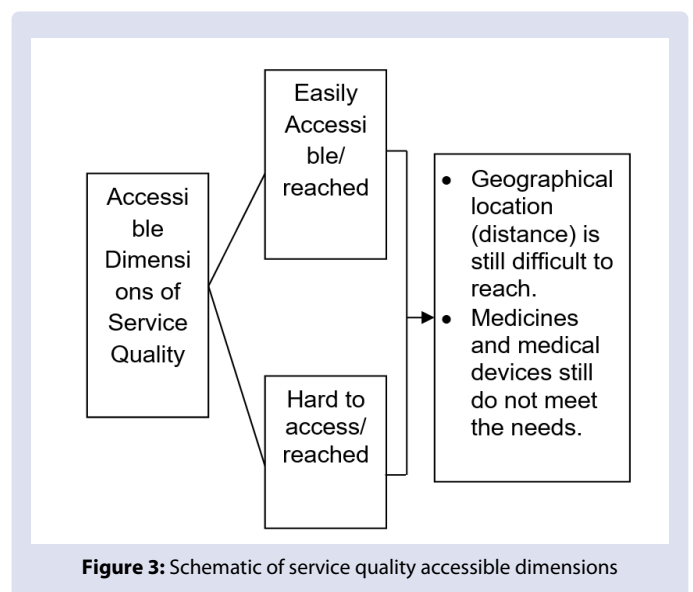 Accessi
ble
Dimensi
ons of
Service
Quality
Easily
Accessi
ble/
reached
Hard to
access/
reached
• Geographical
location
(distance) is
still difficult to
reach.
• Medicines
and medical
devices still
do not meet
the needs.
Figure 3: Schematic of service quality accessible dimensions